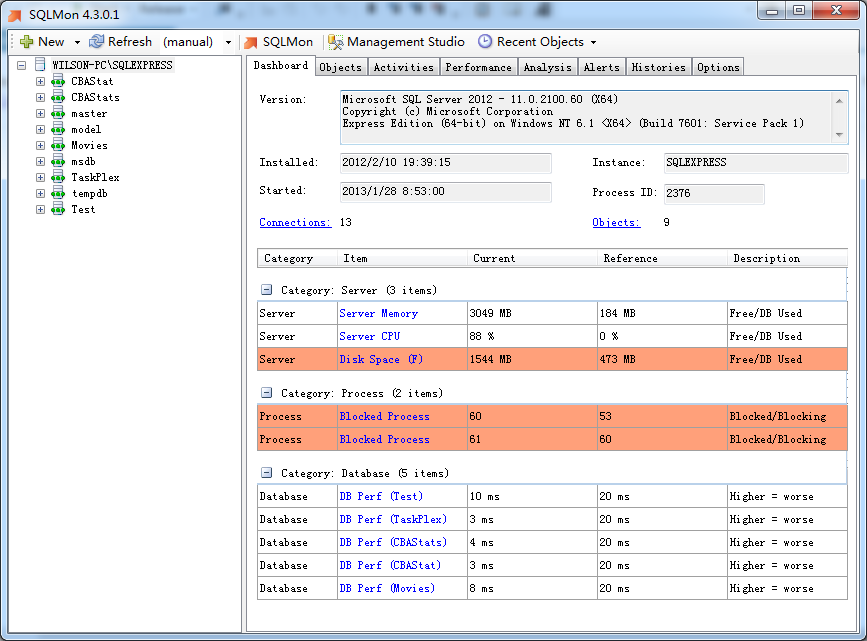 SQLMon 4.3.0.1
New Refresh (manual) SQLMon Management Studio Recent Objects
WILSON-PC\SQLEXPRESS
CBAStat
CBAStats
master
model
Movies
msdb
TaskPlex
tempdb
Test
Dashboard Objects Activities Performance Analysis Alerts Histories Options
Version:
Microsoft SQL Server 2012 - 11.0.2100.60 (X64)
Copyright (c) Microsoft Corporation
Express Edition (64-bit) on Windows NT 6.1 <X64> (Build 7601: Service Pack 1)
Installed: 2012/2/10 19:39:15 Instance: SQLEXPRESS
Started: 2013/1/28 8:53:00 Process ID: 2376
Connections: 13 Objects: 9
Category Item Current Reference Description
Category: Server (3 items)
Server Server Memory 3049 MB 184 MB Free/DB Used
Server Server CPU 88 % 0 % Free/DB Used
Server Disk Space (F) 1544 MB 473 MB Free/DB Used
Category: Process (2 items)
Process Blocked Process 60 53 Blocked/Blocking
Process Blocked Process 61 60 Blocked/Blocking
Category: Database (5 items)
Database DB Perf (Test) 10 ms 20 ms Higher = worse
Database DB Perf (TaskPlex) 3 ms 20 ms Higher = worse
Database DB Perf (CBAStats) 4 ms 20 ms Higher = worse
Database DB Perf (CBAStat) 3 ms 20 ms Higher = worse
Database DB Perf (Movies) 8 ms 20 ms Higher = worse